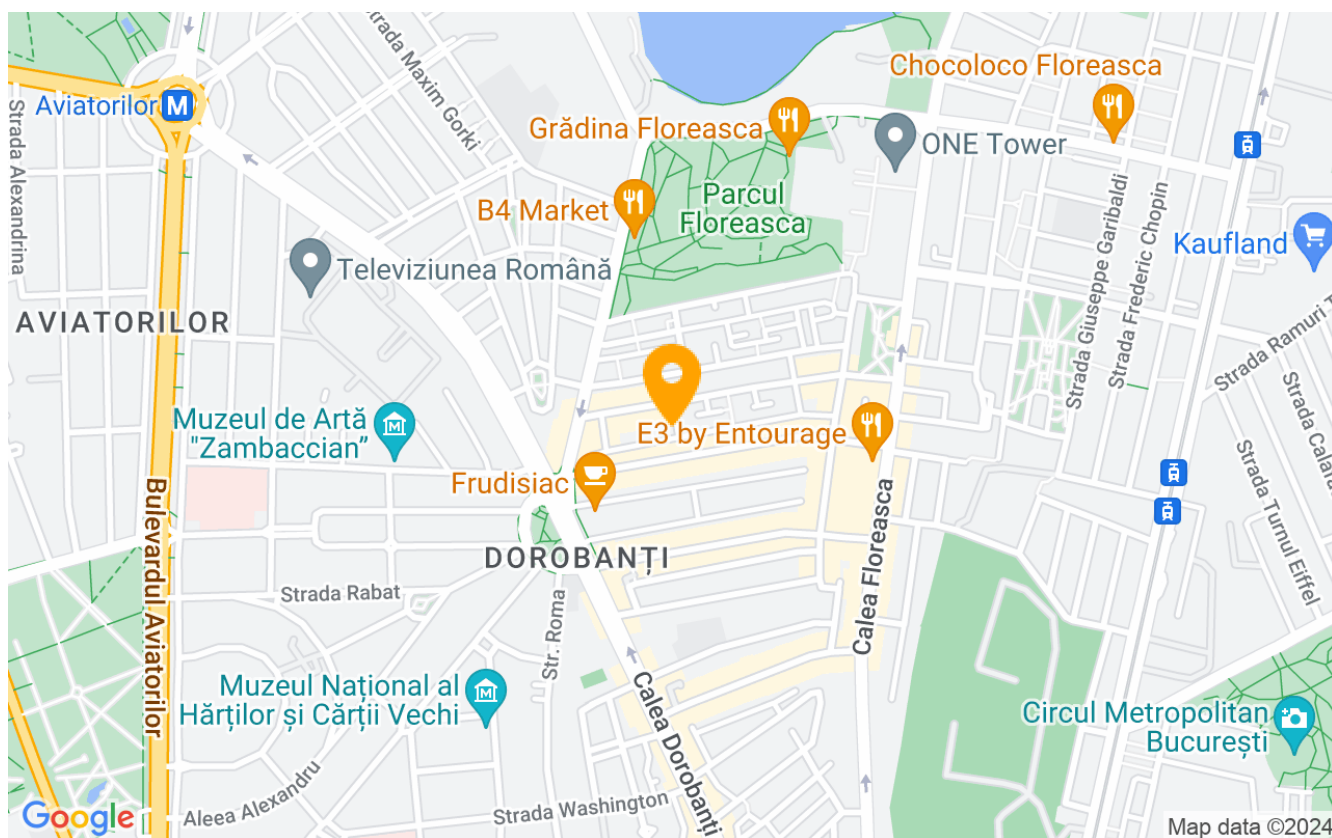 Strada Maxim Gorki
Chocoloco Floreasca
Aviatorilor M
Grădina Floreasca
ONE Tower
Strada Alexandrina
Parcul
Floreasca
B4 Market
Strada Giuseppe Garibaldi
Strada Frederic Chopin
Kaufland
Televiziunea Română
AVIATORILOR
Strada Ramuri T
Muzeul de Artă
"Zambaccian”
E3 by Entourage
Strada Calafa
Strada Turnul Eiffel
Frudisiac
Bulevardul Aviatorilor
Calea Floreasca
DOROBANȚI
Strada Rabat
Str. Roma
Muzeul Național al
Hărților și Cărții Vechi
Calea Dorobanți
Circul Metropolitan
București
Aleea Alexandru
Strada Washington
Google
Map data ©2024